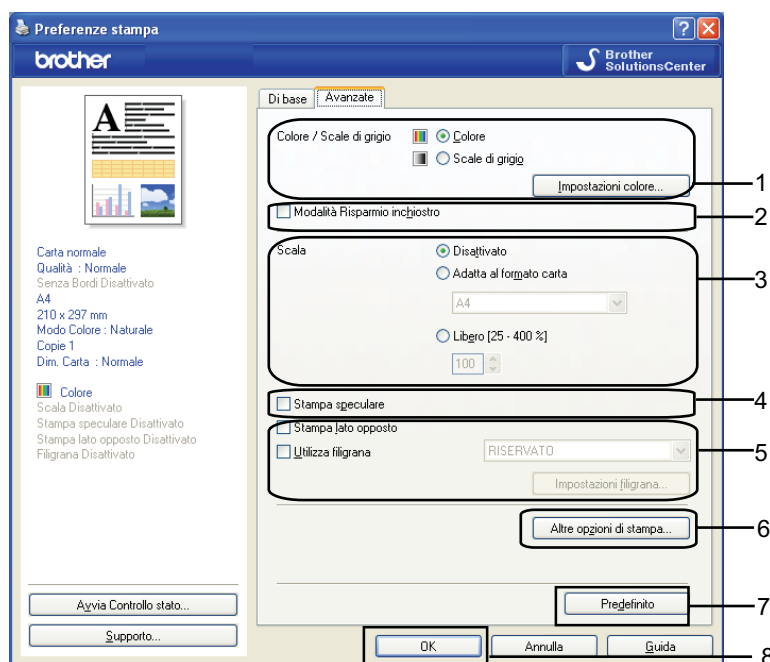 Preferenze stampa
brother
Brother
SolutionsCenter
Di base
Avanzate
A
Colore / Scale di grigio
Colore
Scale di grigio
Impostazioni colore...
1
Modalità Risparmio inchiostro
2
Scala
Disattivato
Adatta al formato carta
A4
Libero [25 - 400 %]
100
3
Stampa speculare
4
Stampa lato opposto
Utilizza filigrana
RISERVATO
Impostazioni filigrana...
5
Altre opzioni di stampa...
6
Predefinito
7
Carta normale
Qualità : Normale
Senza Bordi Disattivato
A4
210 x 297 mm
Modo Colore : Naturale
Copie 1
Dim. Carta : Normale
Colore
Scala Disattivato
Stampa speculare Disattivato
Stampa lato opposto Disattivato
Filigrana Disattivato
Avvia Controllo stato...
Supporto...
OK
Annulla
Guida
8